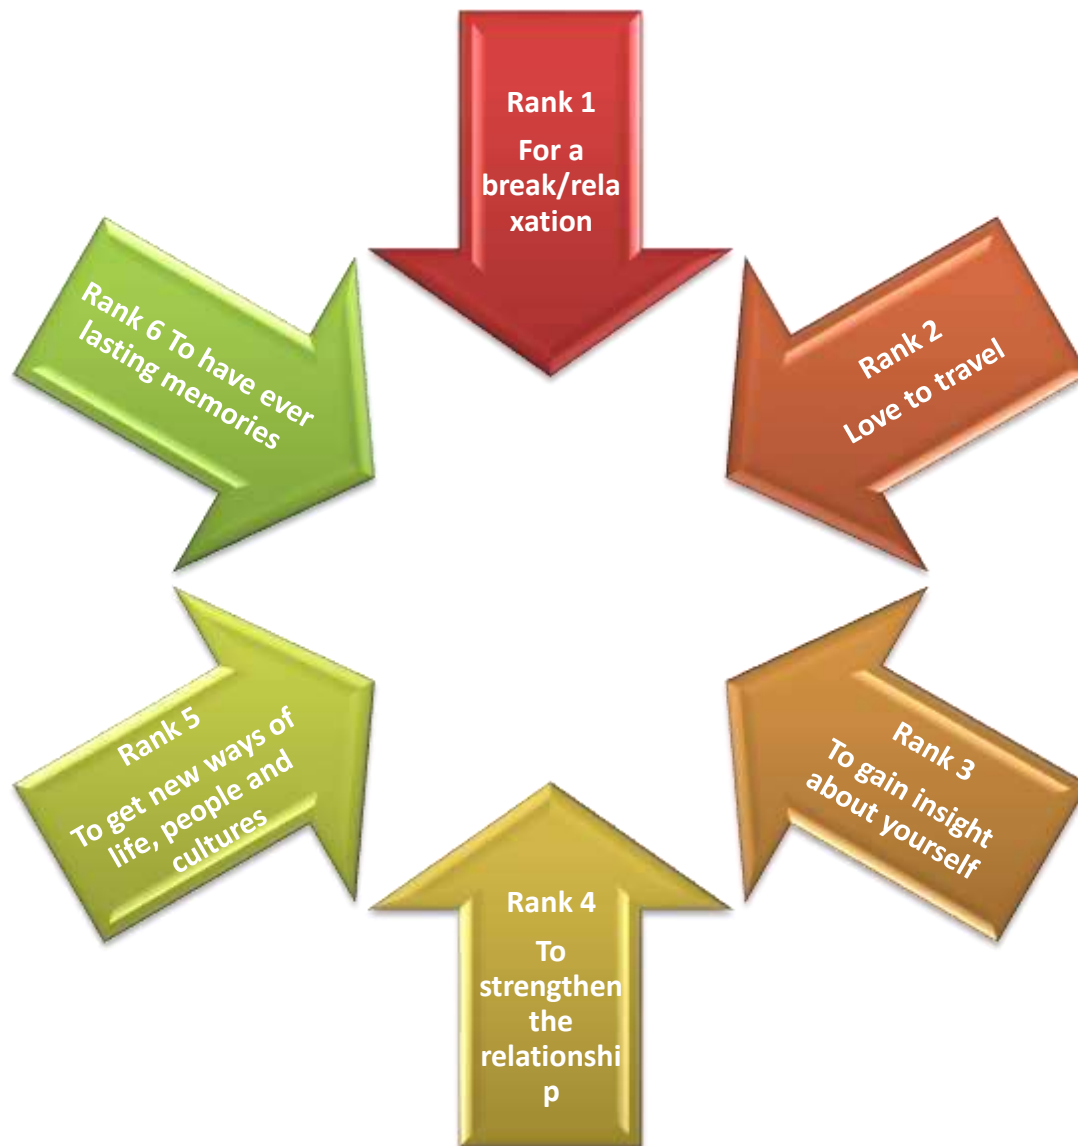 Rank 1
For a
break/rela
xation
Rank 2
Love to travel
Rank 3
To gain insight
about yourself
Rank 4
To
strengthen
the
relationshi
p
Rank 5
To get new ways of
life, people and
cultures
Rank 6 To have ever
lasting memories